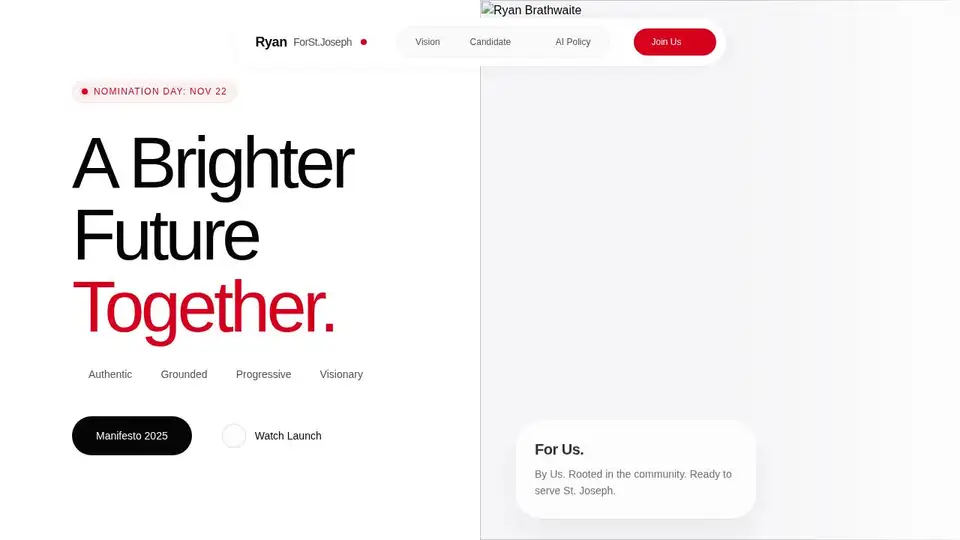 Ryan Brathwaite
Ryan ForSt.Joseph Vision Candidate AI Policy Join Us
NOMINATION DAY: NOV 22
A Brighter
Future
Together.
Authentic Grounded Progressive Visionary
Manifesto 2025 Watch Launch
For Us.
By Us. Rooted in the community. Ready to
serve St. Joseph.